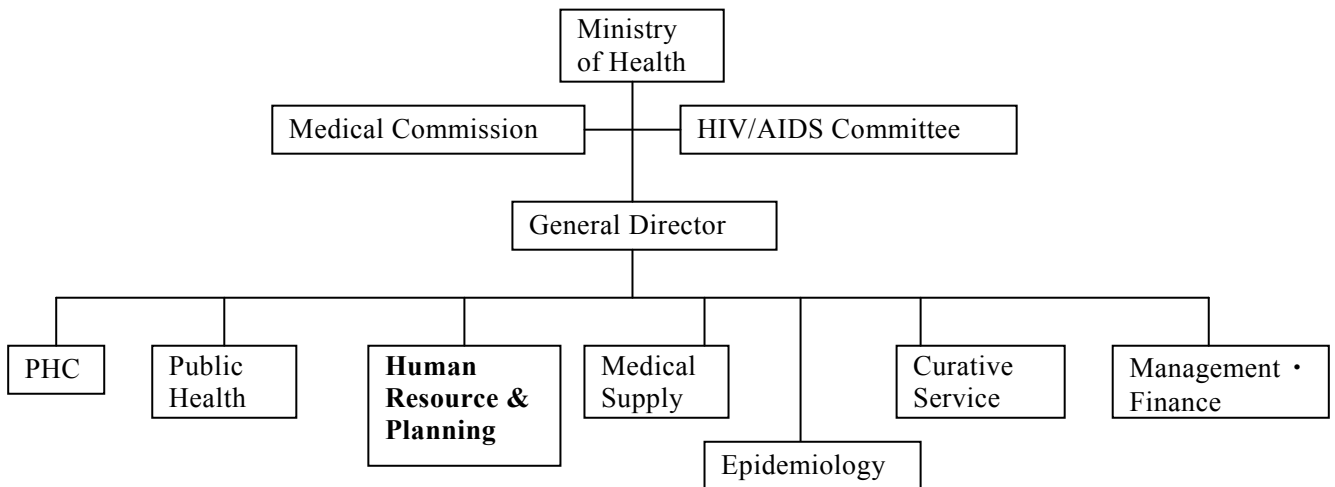 Ministry
of Health
Medical Commission
HIV/AIDS Committee
General Director
PHC
Public
Health
Human
Resource &
Planning
Medical
Supply
Epidemiology
Curative
Service
Management・
Finance